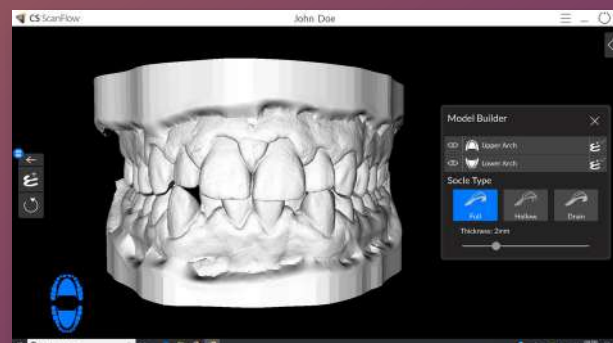 CS ScanFlow
John Doe
Model Builder
Upper Arch
Lower Arch
Socle Type
Full
Hollow
Drain
Thickness: 2mm